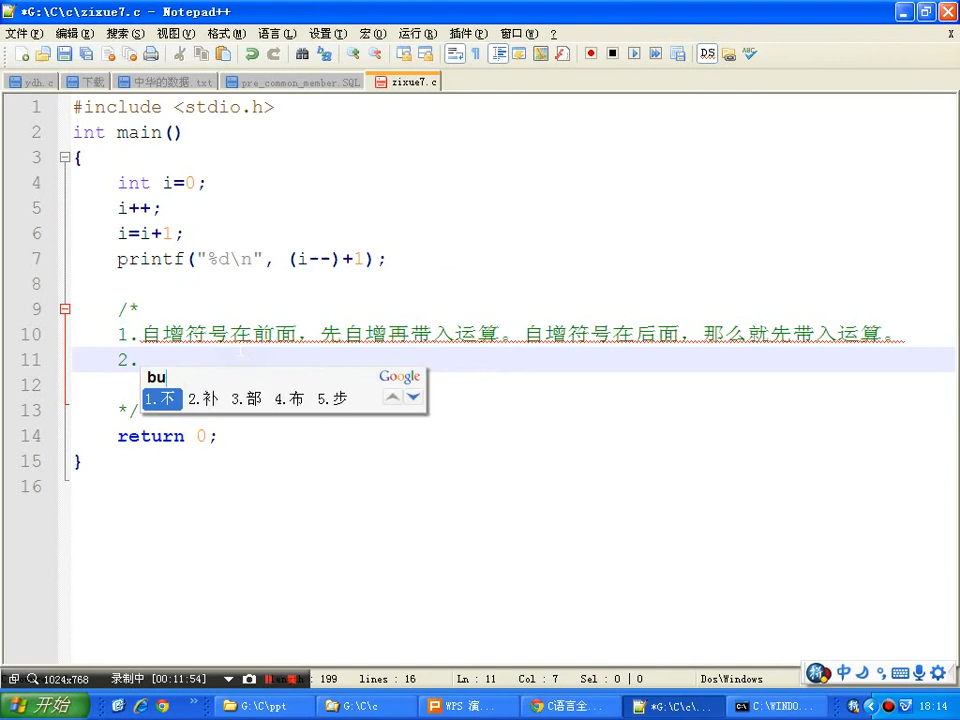 *G:\C\c\zixue7.c - Notepad++
文件(F) 编辑(E) 搜索(S) 视图(V) 格式(M) 语言(L) 设置(T) 宏(O) 运行(R) 插件(P) 窗口(W) ? X
ydh.c 下载 中华的数据.txt pre_common_member.SQL zixue7.c
1 #include <stdio.h>
2 int main()
3 {
4 int i=0;
5 i++;
6 i=i+1;
7 printf("%d\n", (i--)+1);
8
9 /*
10 1.自增符号在前面，先自增再带入运算。自增符号在后面，那么就先带入运算。
11 2.
bu Google
12
1.不 2.补 3.部 4.布 5.步
13 */
14 return 0;
15 }
16
1024x768 录制中 [00:11:54] length : 199 lines : 16 Ln : 11 Col : 7 Sel : 0 | 0 Dos\Windows
中
开始 G:\C\ppt G:\C\c WPS 演... C语言全... *G:\C\c\... C:\WINDO... 18:14